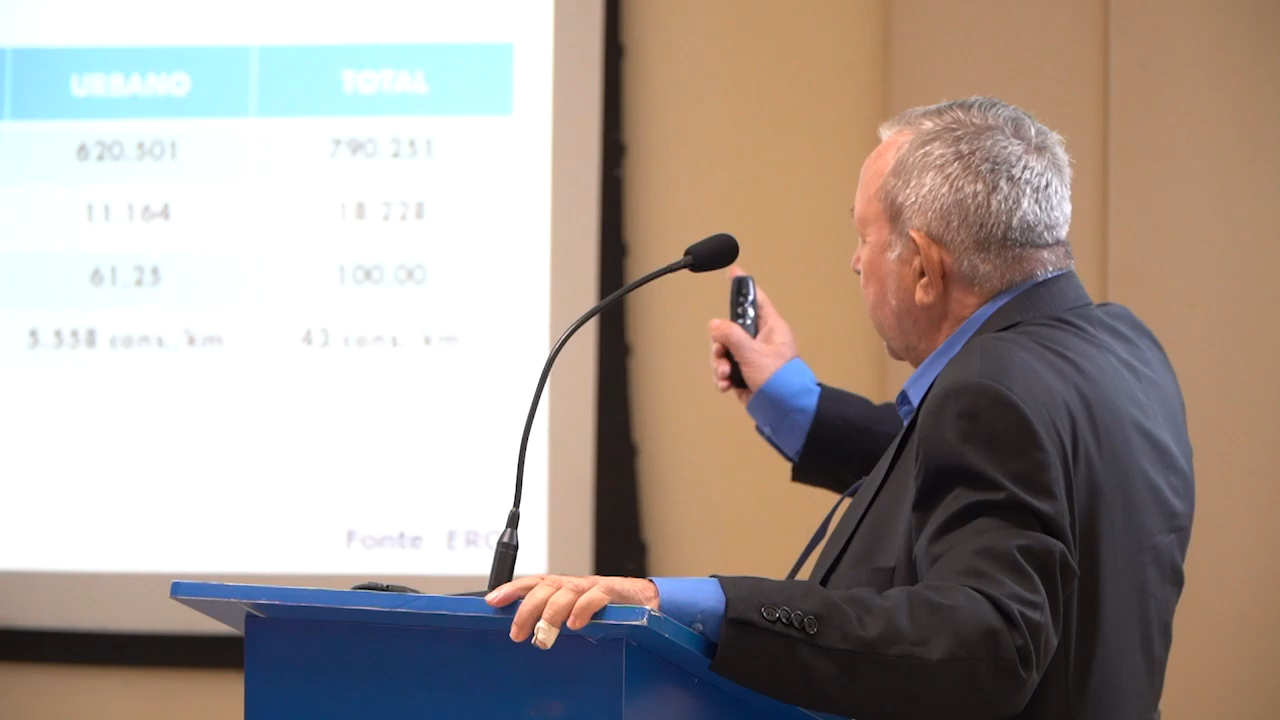 URBANO TOTAL
620.501 790.251
11.164 18.228
61.25 100.00
5.558 cons./km 43 cons./km
Fonte ERO